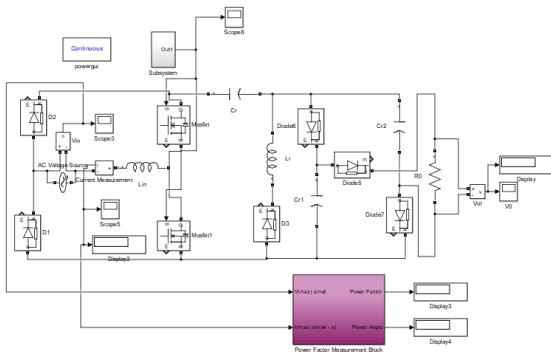 Continuous
powergui
Out1
Subsystem
Scope6
D2
Vin
Scope3
Mosfet
Cr
Diode6
Cr2
AC Voltage Source
Current Measurement
Lin
Lr
Diode5
R0
Cr1
Vol
Display
V0
Scope5
Display2
D1
Mosfet1
D3
Diode7
V(max) sinwt
Power Factor
Display3
I(max) sin(wt - x)
Power Angle
Display4
Power Factor Measurement Block